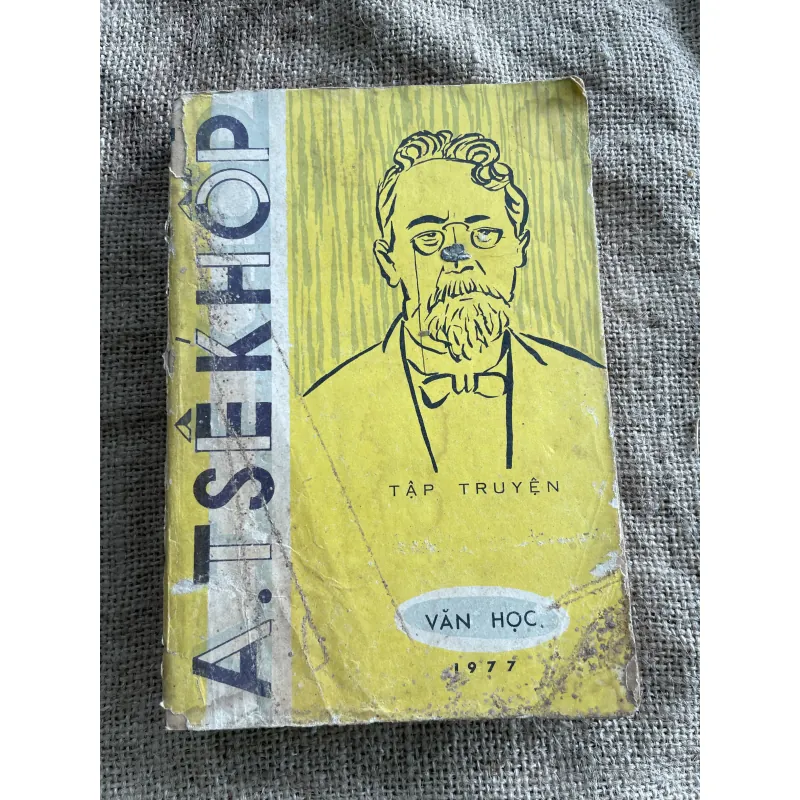 A.TSÊKHÔP
TẬP TRUYỆN
VĂN HỌC
1977